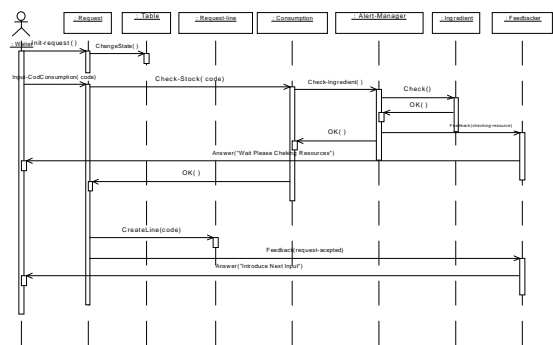 : Request
: Table
: Request-line
: Consumption
: Alert-Manager
: Ingredient
: Feedbacker
: Waiter
Init-request( )
ChangeState( )
Input-CodConsumption( code)
Check-Stock( code)
Check-Ingredient( )
Check()
OK( )
Feedback(checking-resource)
OK( )
Answer("Wait Please Cheking Resources")
OK( )
CreateLine(code)
Feedback(request-acepted)
Answer("Introduce Next Input")